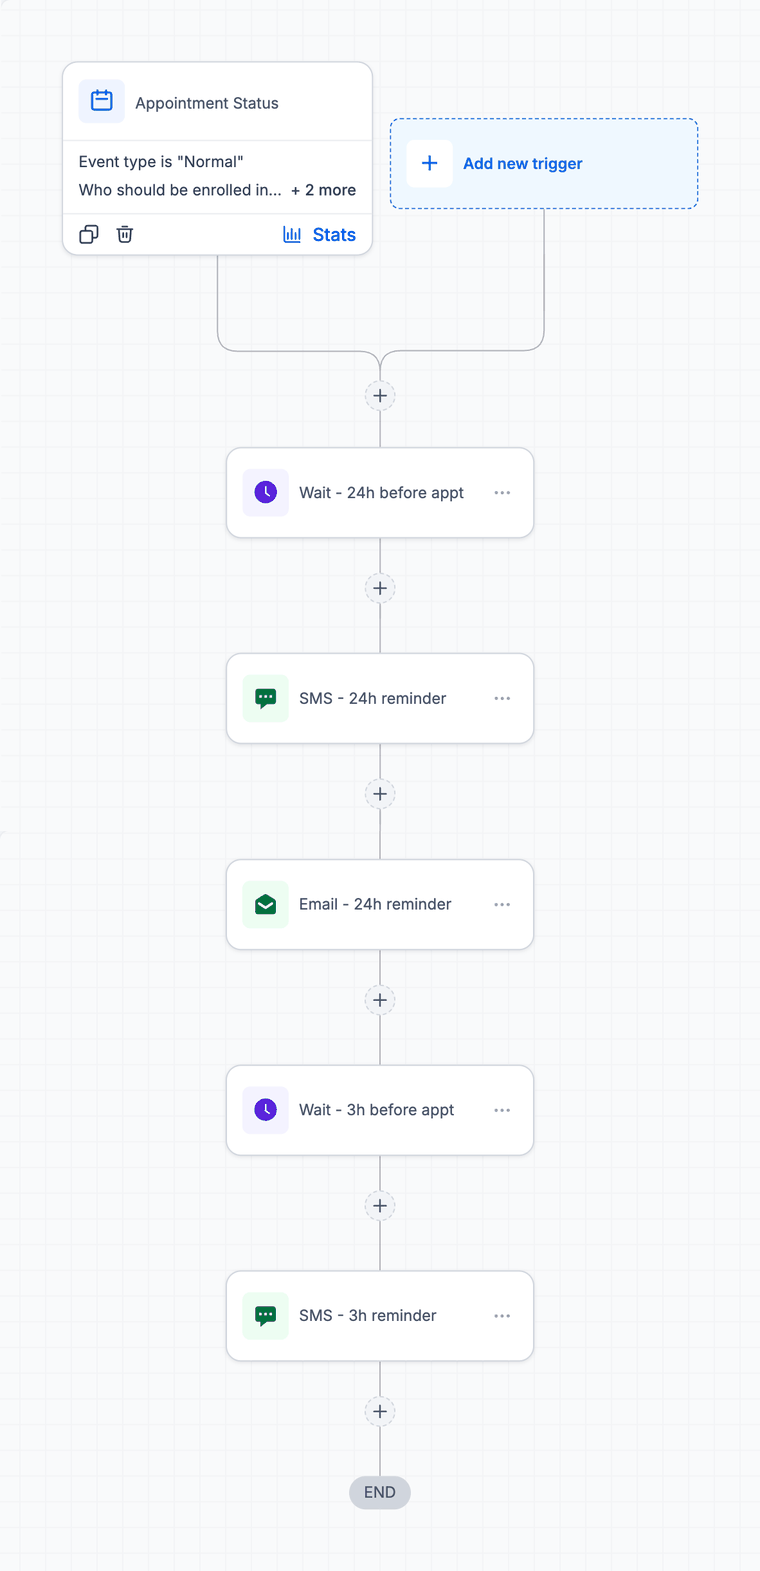 Appointment Status
Event type is "Normal"
Who should be enrolled in... + 2 more
Stats
Add new trigger
Wait - 24h before appt
SMS - 24h reminder
Email - 24h reminder
Wait - 3h before appt
SMS - 3h reminder
END